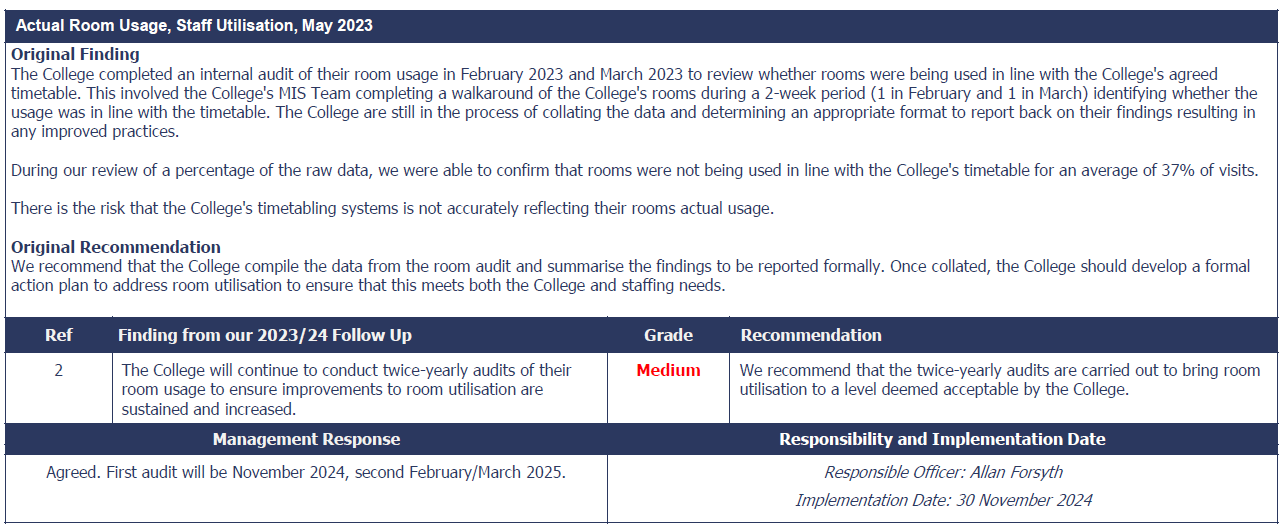 Actual Room Usage, Staff Utilisation, May 2023
Original Finding
The College completed an internal audit of their room usage in February 2023 and March 2023 to review whether rooms were being used in line with the College's agreed
timetable. This involved the College's MIS Team completing a walkaround of the College's rooms during a 2-week period (1 in February and 1 in March) identifying whether the
usage was in line with the timetable. The College are still in the process of collating the data and determining an appropriate format to report back on their findings resulting in
any improved practices.
During our review of a percentage of the raw data, we were able to confirm that rooms were not being used in line with the College's timetable for an average of 37% of visits.
There is the risk that the College's timetabling systems is not accurately reflecting their rooms actual usage.
Original Recommendation
We recommend that the College compile the data from the room audit and summarise the findings to be reported formally. Once collated, the College should develop a formal
action plan to address room utilisation to ensure that this meets both the College and staffing needs.
Ref Finding from our 2023/24 Follow Up Grade Recommendation
2 The College will continue to conduct twice-yearly audits of their Medium We recommend that the twice-yearly audits are carried out to bring room
room usage to ensure improvements to room utilisation are utilisation to a level deemed acceptable by the College.
sustained and increased.
Management Response Responsibility and Implementation Date
Agreed. First audit will be November 2024, second February/March 2025. Responsible Officer: Allan Forsyth
Implementation Date: 30 November 2024